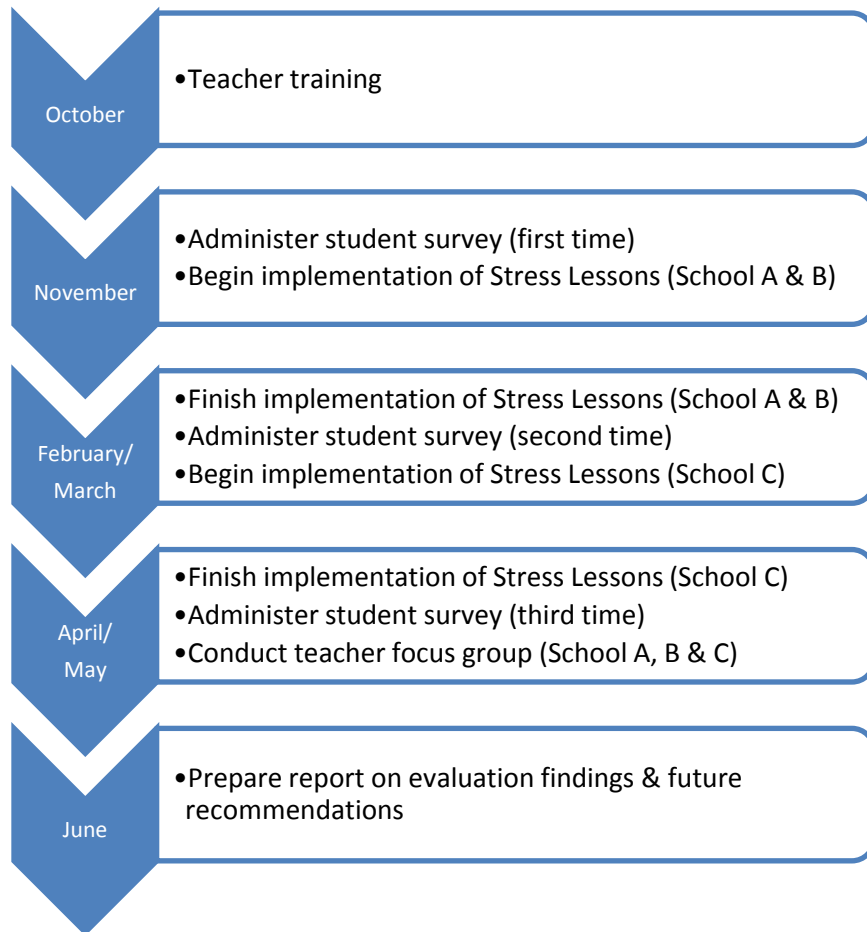 October
•Teacher training
November
•Administer student survey (first time)
•Begin implementation of Stress Lessons (School A & B)
February/
March
•Finish implementation of Stress Lessons (School A & B)
•Administer student survey (second time)
•Begin implementation of Stress Lessons (School C)
April/
May
•Finish implementation of Stress Lessons (School C)
•Administer student survey (third time)
•Conduct teacher focus group (School A, B & C)
June
•Prepare report on evaluation findings & future
recommendations